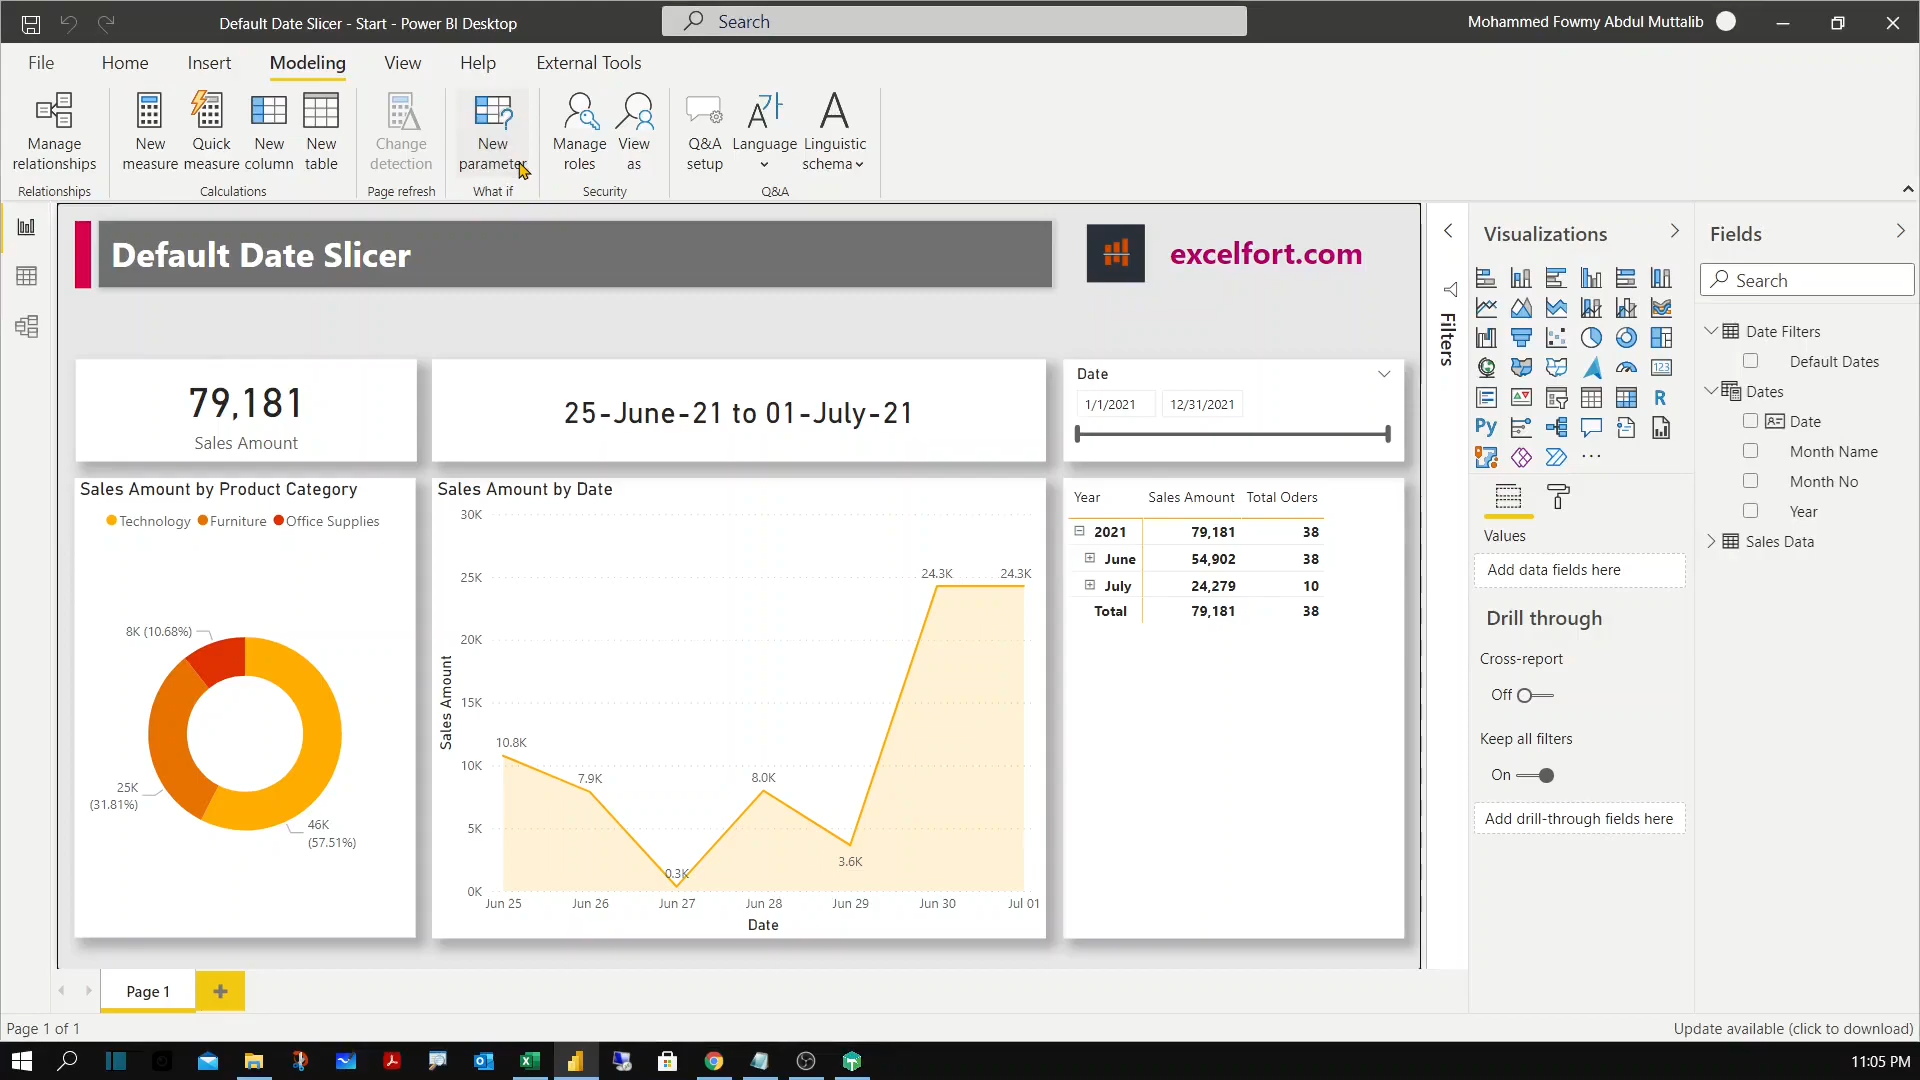 Default Date Slicer - Start - Power BI Desktop
Search
Mohammed Fowmy Abdul Muttalib
File
Home
Insert
Modeling
View
Help
External Tools
Manage
relationships
New
measure
Quick
measure
New
column
New
table
Change
detection
New
parameter
Manage
roles
View
as
Q&A
setup
Language
Linguistic
schema
Relationships
Calculations
Page refresh
What if
Security
Q&A
Default Date Slicer
excelfort.com
79,181
Sales Amount
25-June-21 to 01-July-21
Date
1/1/2021 12/31/2021
Sales Amount by Product Category
Technology Furniture Office Supplies
8K (10.68%)
25K
(31.81%)
46K
(57.51%)
Sales Amount by Date
30K
25K
20K
15K
10K
5K
0K
Sales Amount
10.8K
7.9K
0.3K
8.0K
3.6K
24.3K
24.3K
Jun 25 Jun 26 Jun 27 Jun 28 Jun 29 Jun 30 Jul 01
Date
Year Sales Amount Total Oders
2021 79,181 38
June 54,902 38
July 24,279 10
Total 79,181 38
Filters
Visualizations
123
R
Py
Values
Add data fields here
Drill through
Cross-report
Off
Keep all filters
On
Add drill-through fields here
Fields
Search
Date Filters
Default Dates
Dates
Date
Month Name
Month No
Year
Sales Data
Page 1
Page 1 of 1
Update available (click to download)
11:05 PM